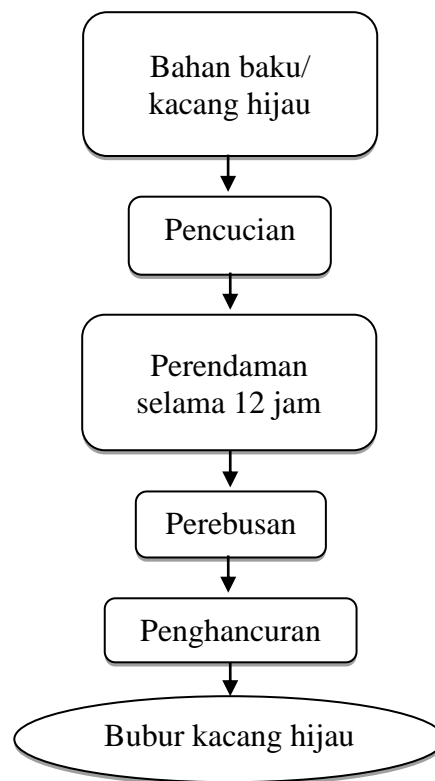 Bahan baku/
kacang hijau
Pencucian
Perendaman
selama 12 jam
Perebusan
Penghancuran
Bubur kacang hijau